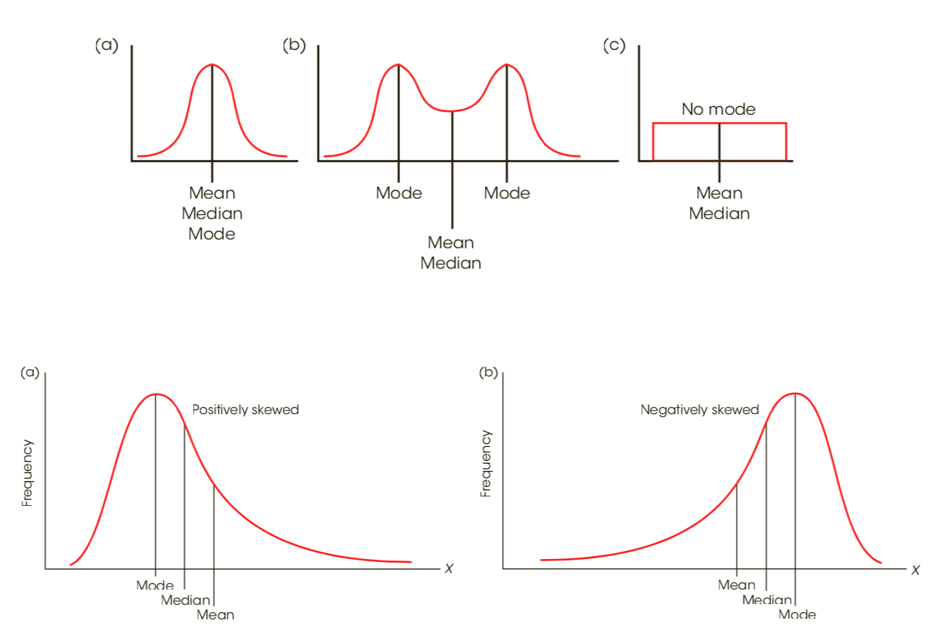 (a)
Mean
Median
Mode
(b)
Mode
Mode
Mean
Median
(c)
No mode
Mean
Median
(a)
Frequency
Positively skewed
X
Mode
Median
Mean
(b)
Frequency
Negatively skewed
X
Mean
Median
Mode